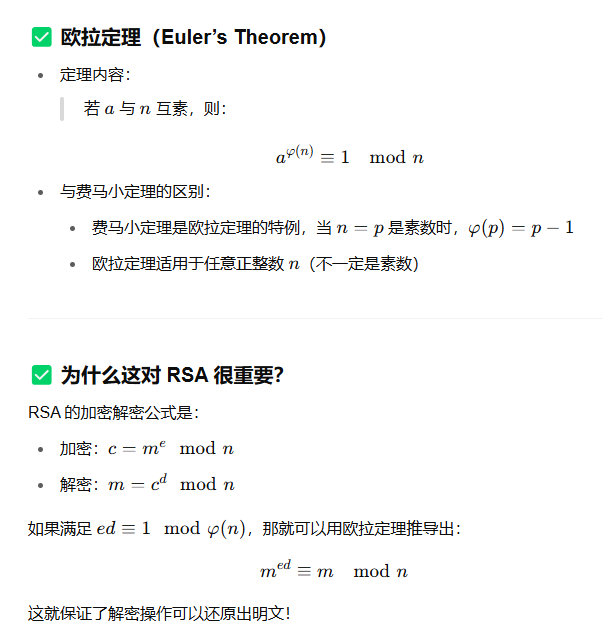 ✅ 欧拉定理（Euler’s Theorem）
• 定理内容：
若 a 与 n 互素，则：
a^{φ(n)} ≡ 1 mod n
• 与费马小定理的区别：
• 费马小定理是欧拉定理的特例，当 n = p 是素数时，φ(p) = p − 1
• 欧拉定理适用于任意正整数 n（不一定是素数）
✅ 为什么这对 RSA 很重要？
RSA 的加密解密公式是：
• 加密：c = m^e mod n
• 解密：m = c^d mod n
如果满足 ed ≡ 1 mod φ(n)，那就可以用欧拉定理推导出：
m^{ed} ≡ m mod n
这就保证了解密操作可以还原出明文！